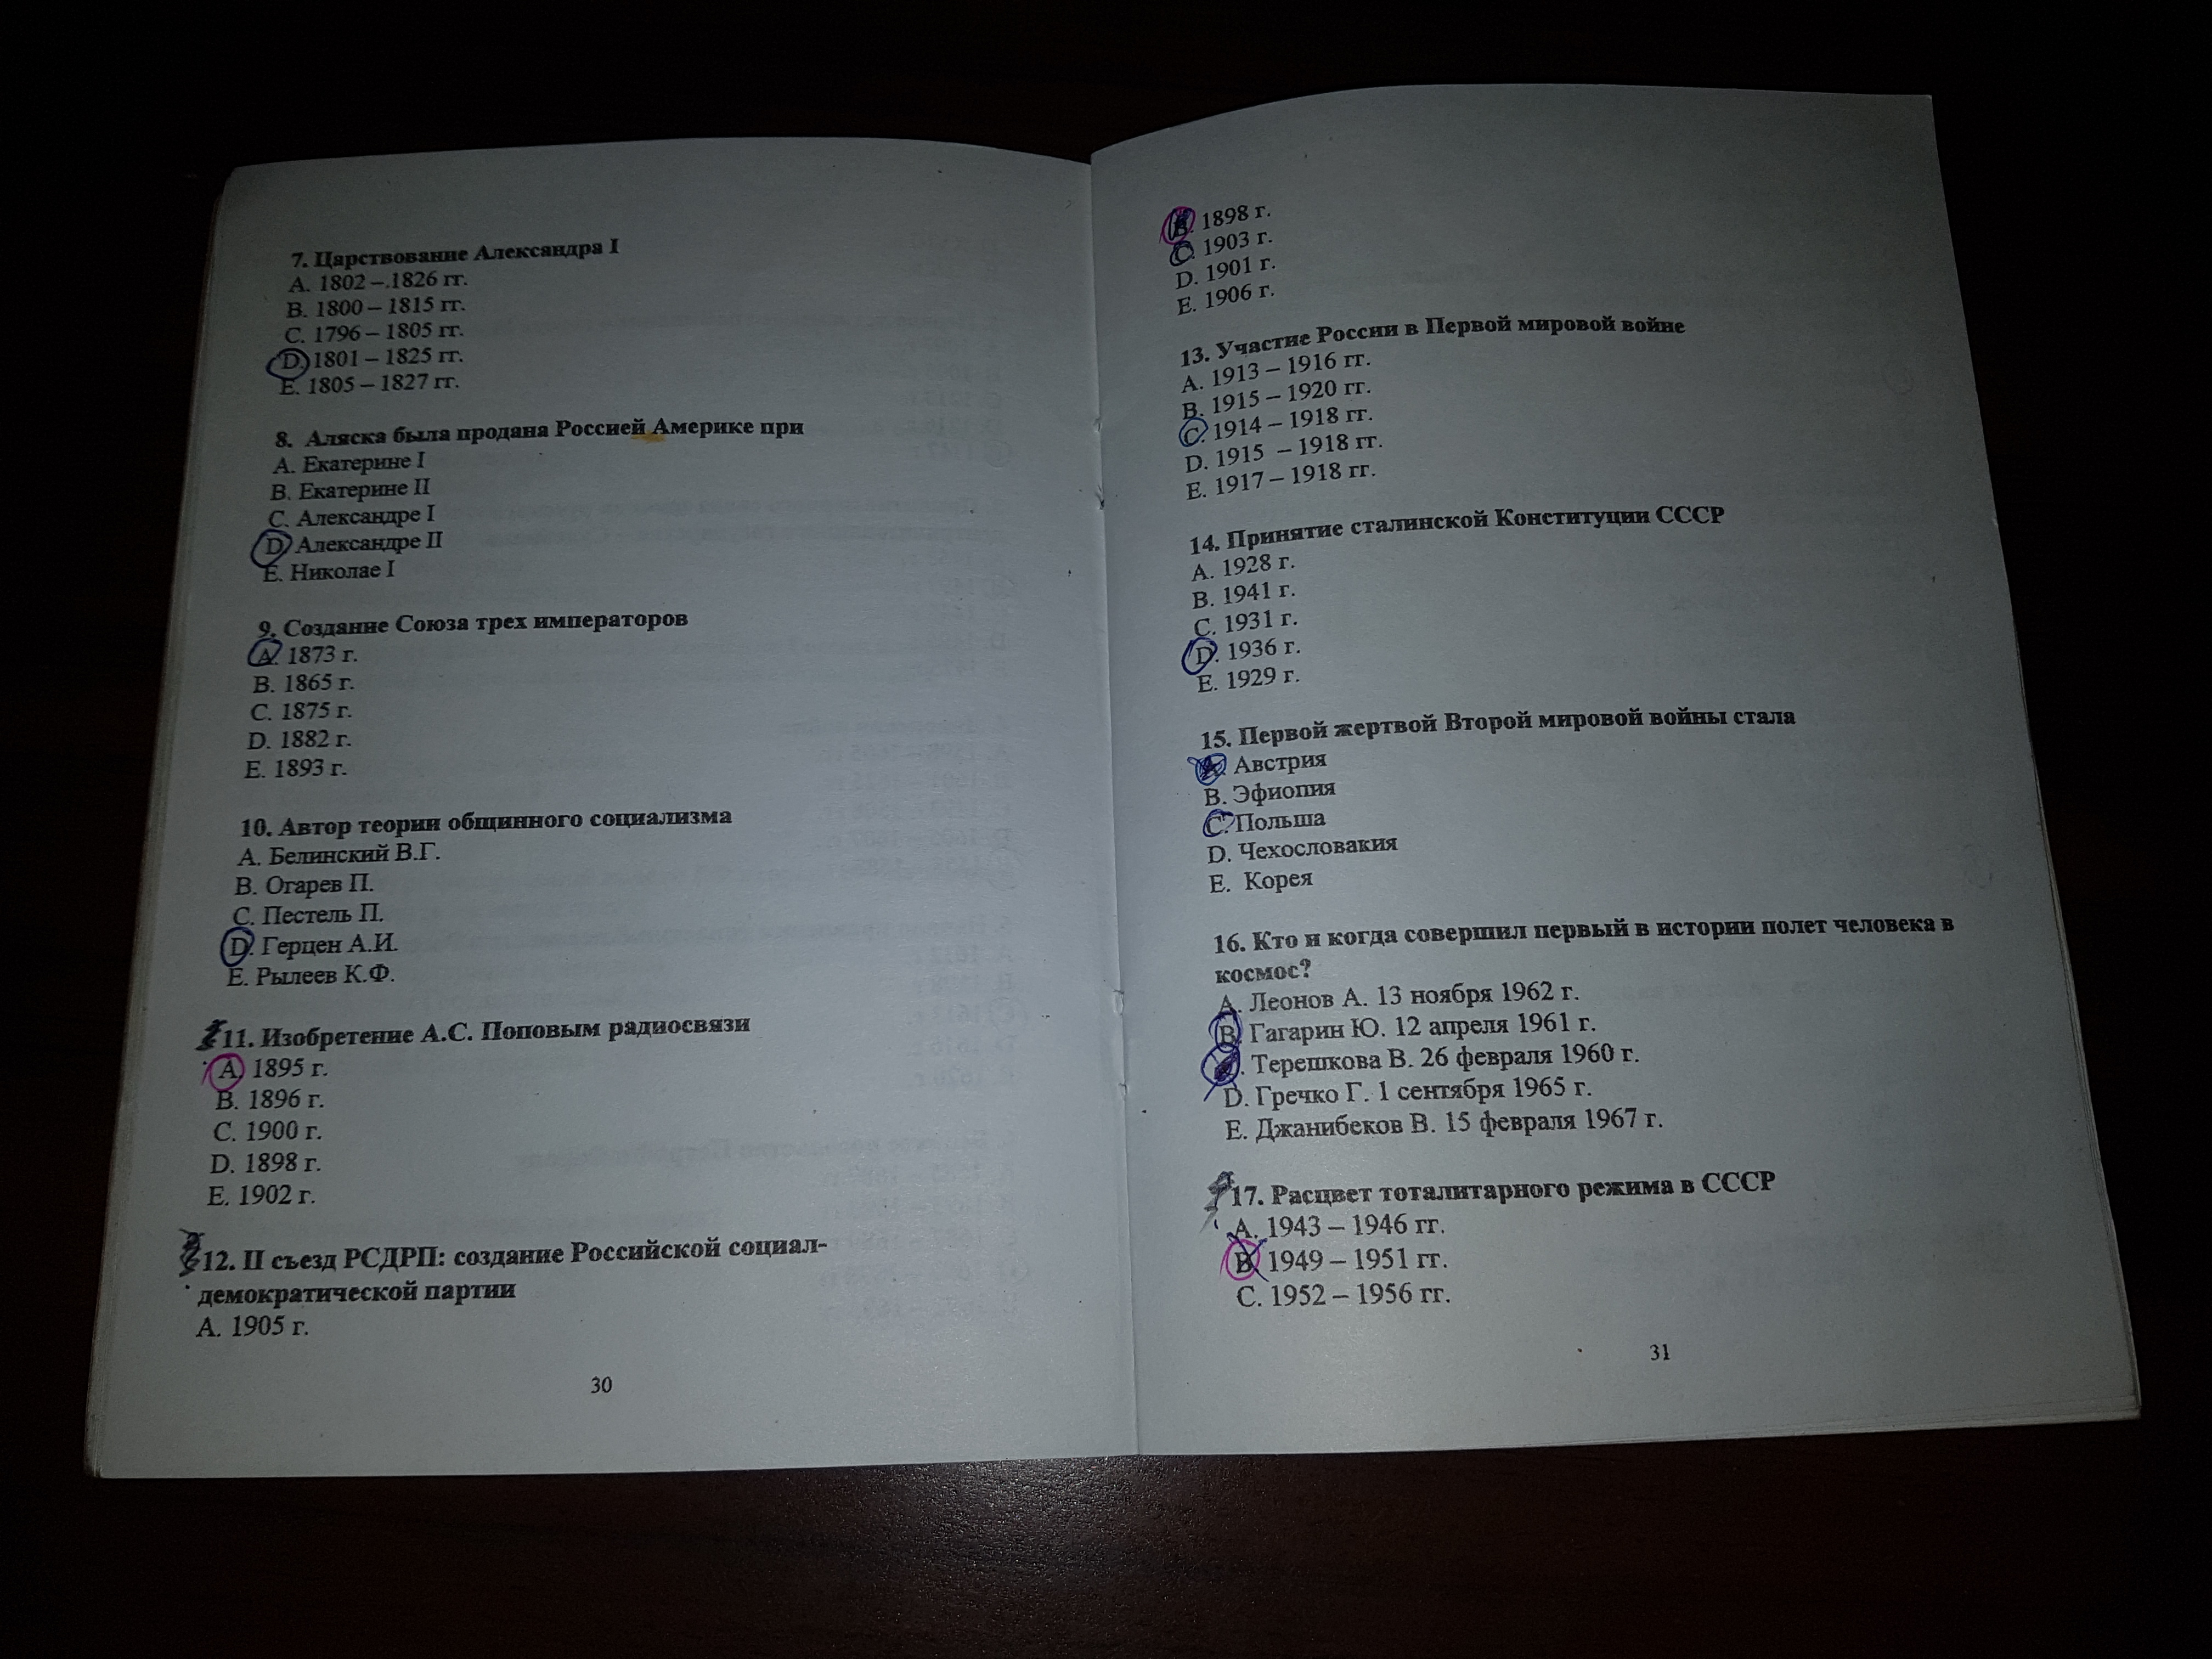 7. Царствование Александра I
A. 1802 – 1826 гг.
B. 1800 – 1815 гг.
C. 1796 – 1805 гг.
D. 1801 – 1825 гг.
E. 1805 – 1827 гг.
8. Аляска была продана Россией Америке при
A. Екатерине I
B. Екатерине II
C. Александре I
D. Александре II
E. Николае I
9. Создание Союза трех императоров
A. 1873 г.
B. 1865 г.
C. 1875 г.
D. 1882 г.
E. 1893 г.
10. Автор теории общинного социализма
A. Белинский В.Г.
B. Огарев П.
C. Пестель П.
D. Герцен А.И.
E. Рылеев К.Ф.
11. Изобретение А.С. Поповым радиосвязи
A. 1895 г.
B. 1896 г.
C. 1900 г.
D. 1898 г.
E. 1902 г.
12. II съезд РСДРП: создание Российской социал-
демократической партии
A. 1905 г.
30
B. 1898 г.
C. 1903 г.
D. 1901 г.
E. 1906 г.
13. Участие России в Первой мировой войне
A. 1913 – 1916 гг.
B. 1915 – 1920 гг.
C. 1914 – 1918 гг.
D. 1915 – 1918 гг.
E. 1917 – 1918 гг.
14. Принятие сталинской Конституции СССР
A. 1928 г.
B. 1941 г.
C. 1931 г.
D. 1936 г.
E. 1929 г.
15. Первой жертвой Второй мировой войны стала
A. Австрия
B. Эфиопия
C. Польша
D. Чехословакия
E. Корея
16. Кто и когда совершил первый в истории полет человека в
космос?
A. Леонов А. 13 ноября 1962 г.
B. Гагарин Ю. 12 апреля 1961 г.
Терешкова В. 26 февраля 1960 г.
D. Гречко Г. 1 сентября 1965 г.
E. Джанибеков В. 15 февраля 1967 г.
17. Расцвет тоталитарного режима в СССР
A. 1943 – 1946 гг.
B. 1949 – 1951 гг.
C. 1952 – 1956 гг.
31